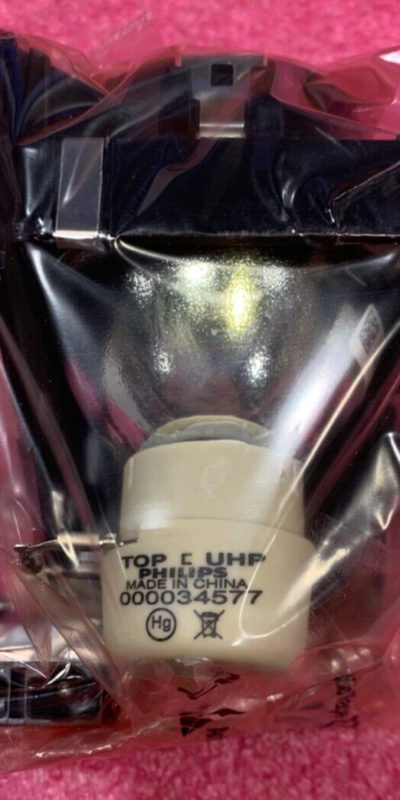 TOP E UHP
PHILIPS
MADE IN CHINA
000034577
Hg